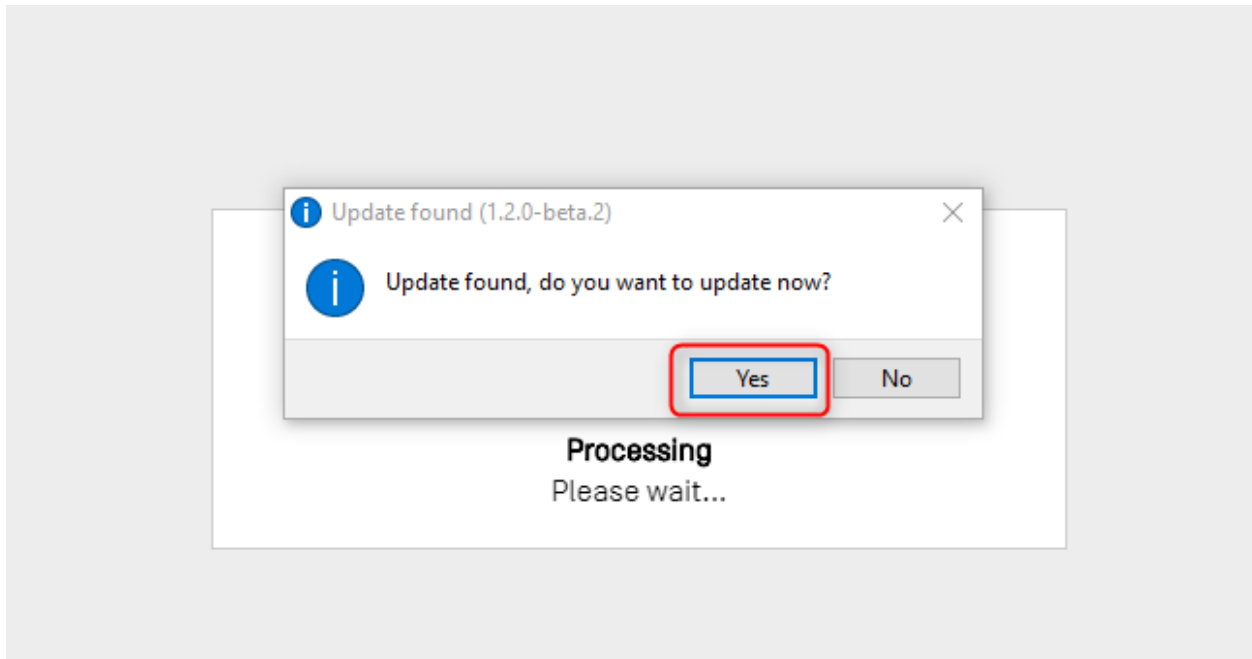 Update found (1.2.0-beta.2)
Update found, do you want to update now?
Yes No
Processing
Please wait...